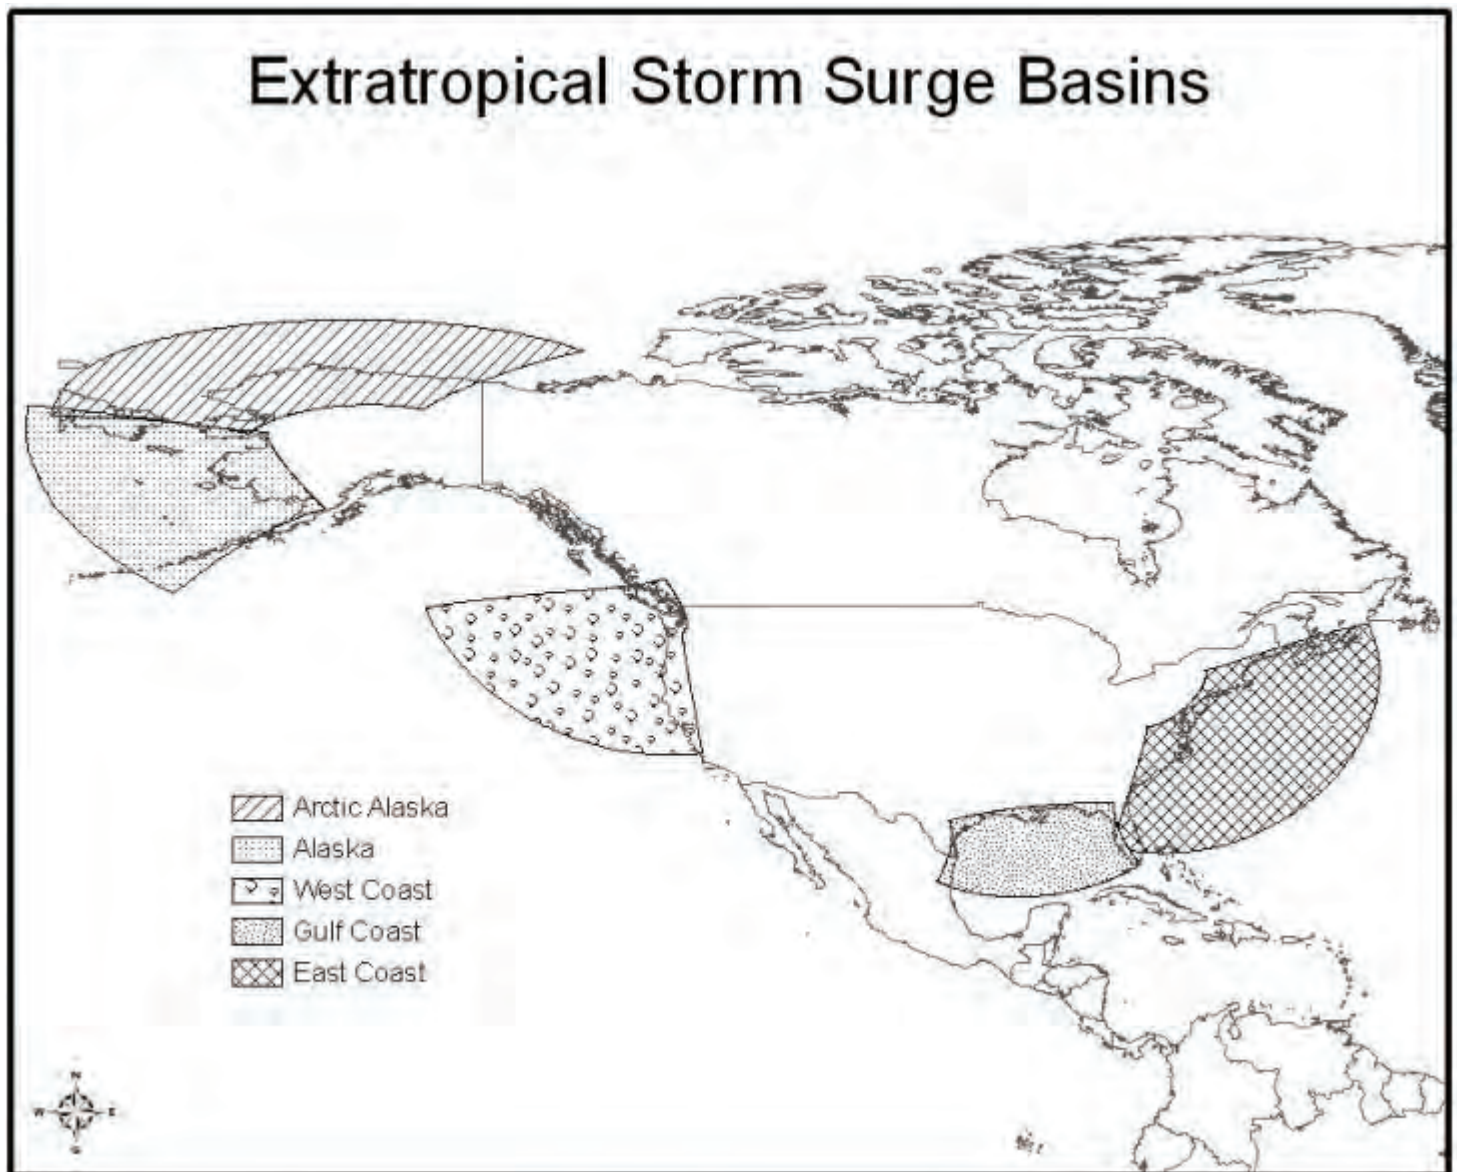 Extratropical Storm Surge Basins
Arctic Alaska
Alaska
West Coast
Gulf Coast
East Coast
N
W E